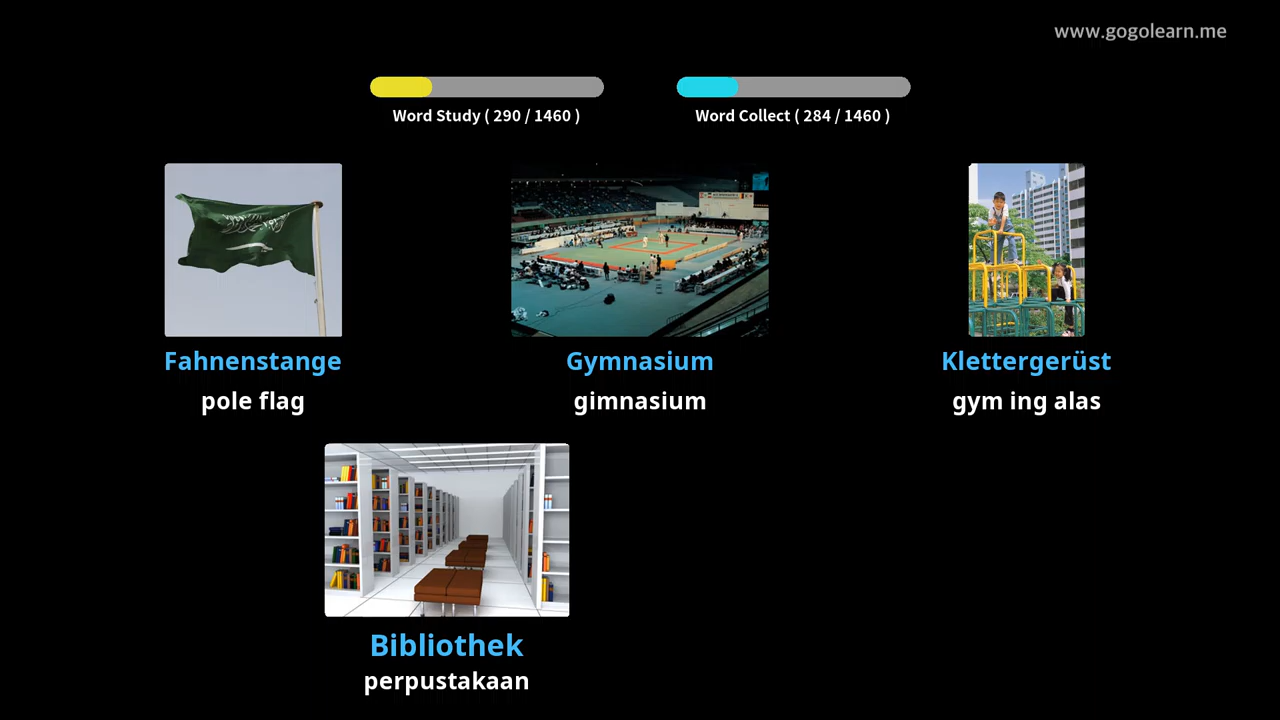 www.gogolearn.me
Word Study ( 290 / 1460 )
Word Collect ( 284 / 1460 )
Fahnenstange
Gymnasium
Klettergerüst
pole flag
gimnasium
gym ing alas
Bibliothek
perpustakaan